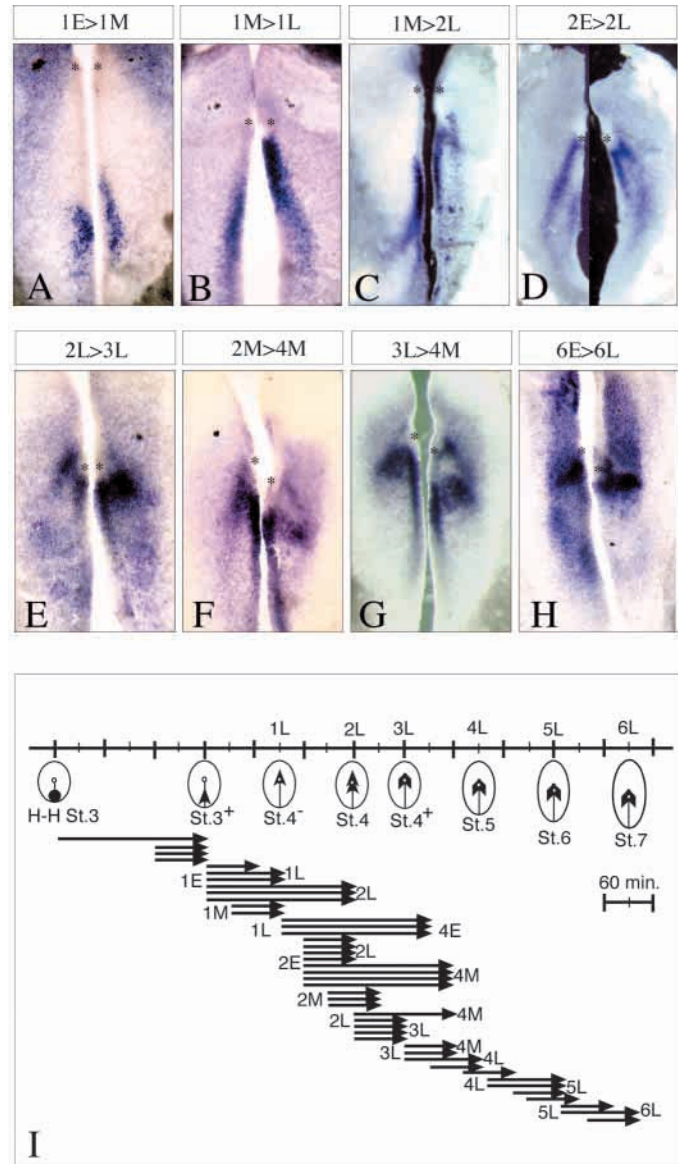 1E>1M 1M>1L 1M>2L 2E>2L
A B C D
2L>3L 2M>4M 3L>4M 6E>6L
E F G H
1L 2L 3L 4L 5L 6L
H-H St.3 St.3+ St.4- St.4 St.4+ St.5 St.6 St.7
60 min.
1E 1L
2L
1M
1L 4E
2L
2E
4M
2M
2L 4M
3L
3L 4M
4L
4L 5L
5L 6L
I